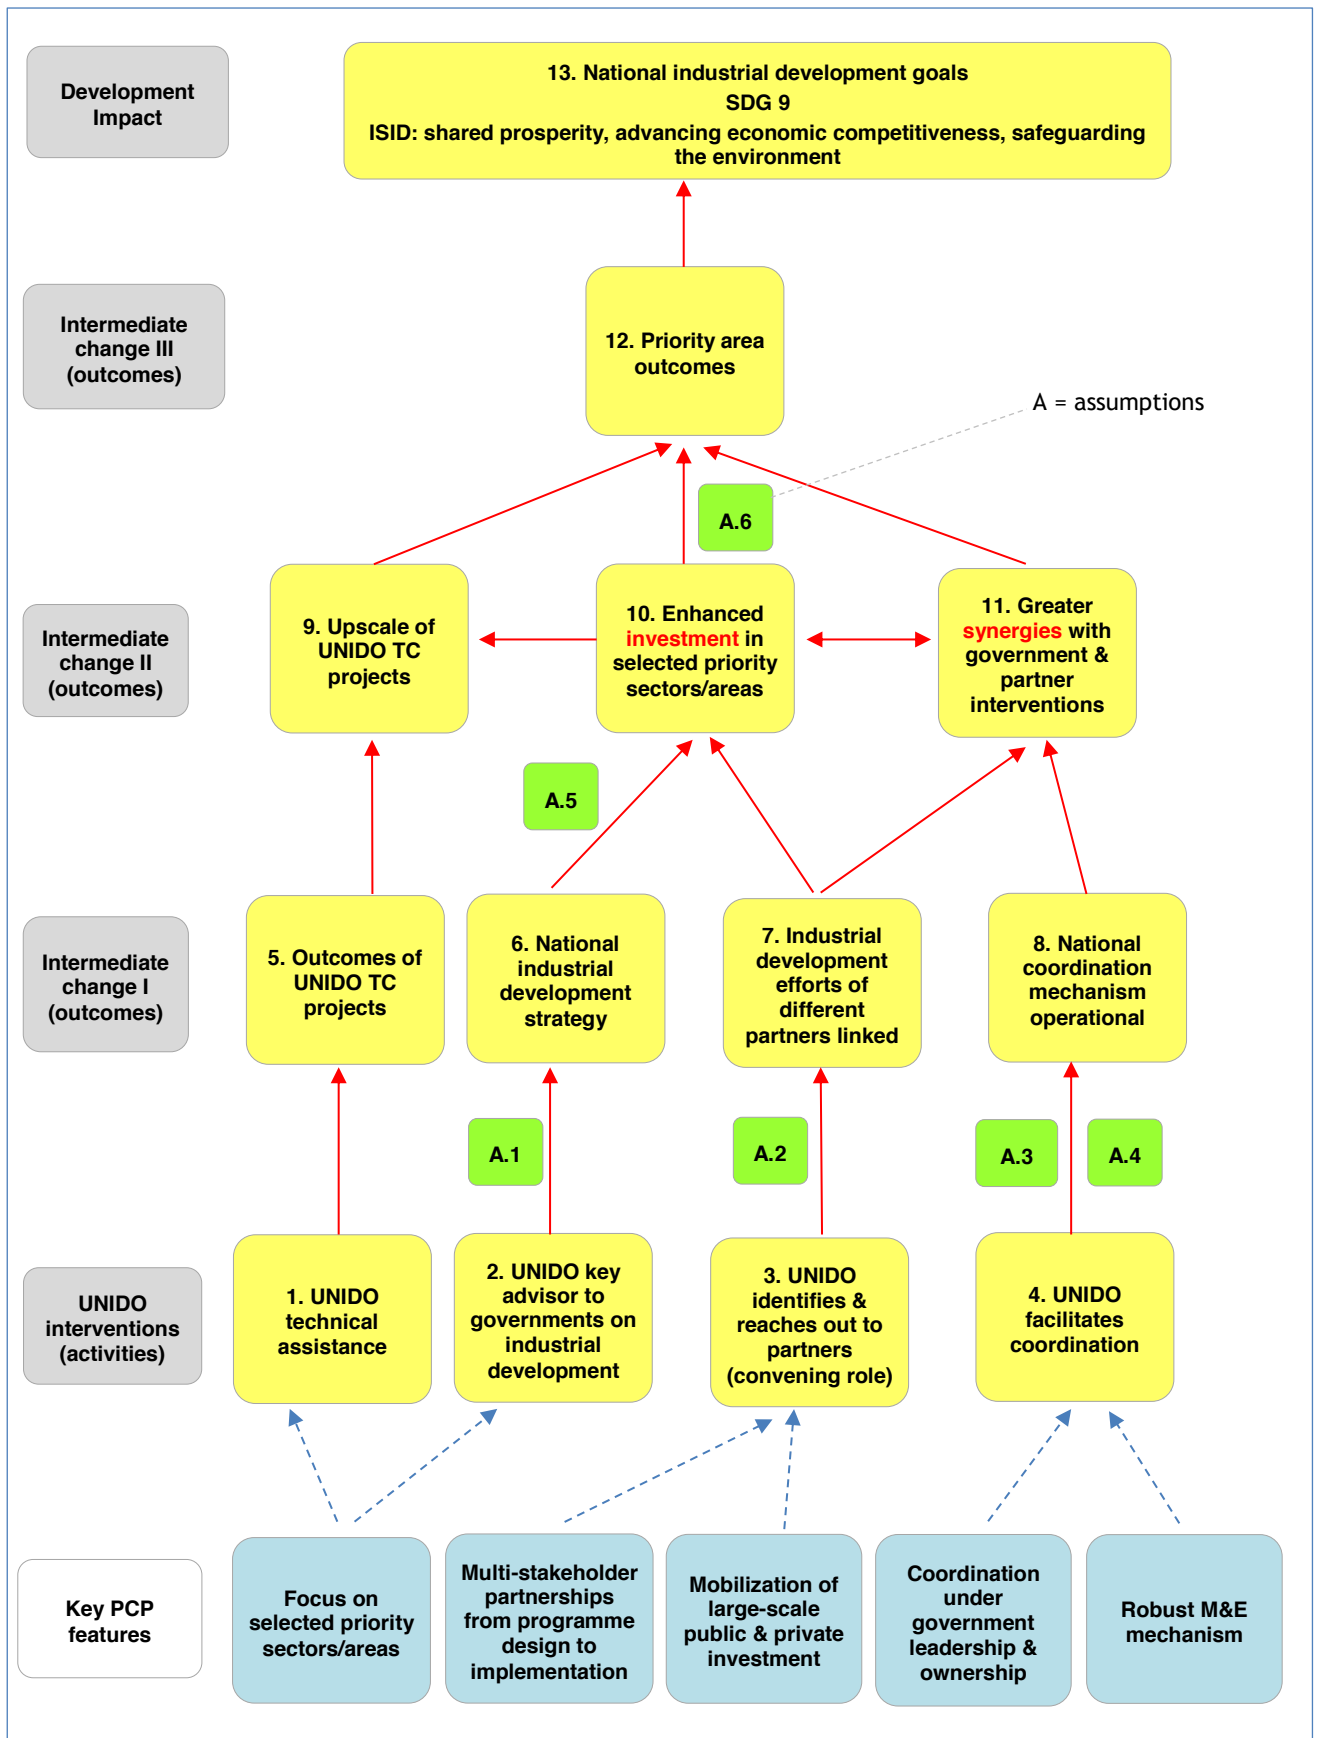 Development
Impact
13. National industrial development goals
SDG 9
ISID: shared prosperity, advancing economic competitiveness, safeguarding
the environment
Intermediate
change III
(outcomes)
12. Priority area
outcomes
A = assumptions
A.6
Intermediate
change II
(outcomes)
9. Upscale of
UNIDO TC
projects
10. Enhanced
investment in
selected priority
sectors/areas
11. Greater
synergies with
government &
partner
interventions
A.5
Intermediate
change I
(outcomes)
5. Outcomes of
UNIDO TC
projects
6. National
industrial
development
strategy
7. Industrial
development
efforts of
different
partners linked
8. National
coordination
mechanism
operational
A.1
A.2
A.3
A.4
UNIDO
interventions
(activities)
1. UNIDO
technical
assistance
2. UNIDO key
advisor to
governments on
industrial
development
3. UNIDO
identifies &
reaches out to
partners
(convening role)
4. UNIDO
facilitates
coordination
Key PCP
features
Focus on
selected priority
sectors/areas
Multi-stakeholder
partnerships
from programme
design to
implementation
Mobilization of
large-scale
public & private
investment
Coordination
under
government
leadership &
ownership
Robust M&E
mechanism